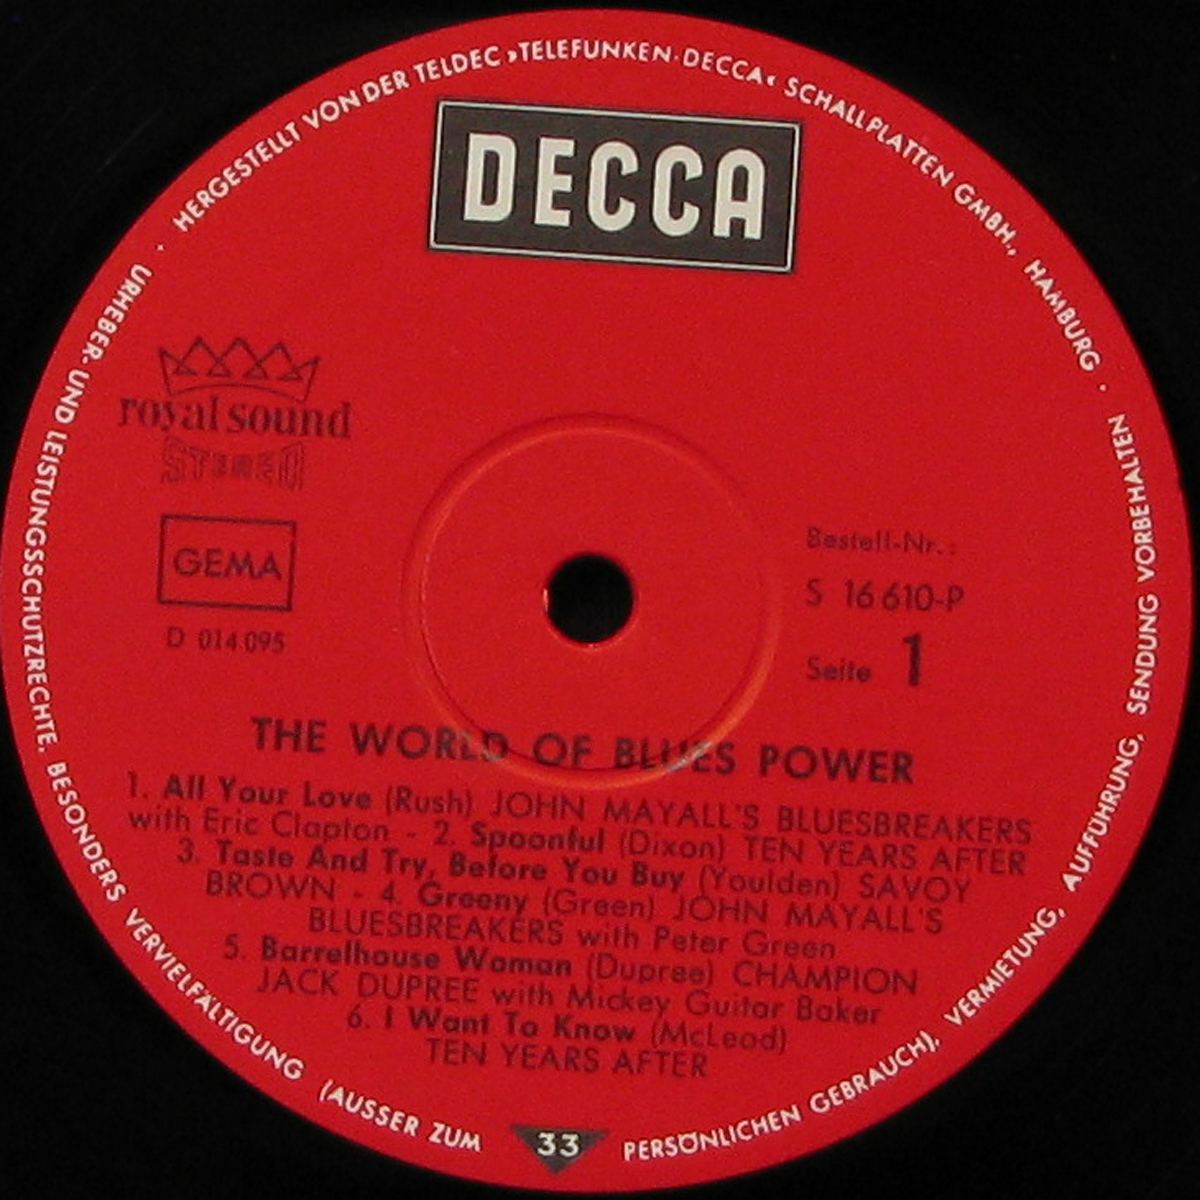 HERGESTELLT VON DER TELDEC »TELEFUNKEN·DECCA« SCHALLPLATTEN GMBH., HAMBURG ·
DECCA
royal sound
STEREO
GEMA
D 014 095
Bestell-Nr.:
S 16 610-P
Seite 1
THE WORLD OF BLUES POWER
1. All Your Love (Rush) JOHN MAYALL'S BLUESBREAKERS
with Eric Clapton - 2. Spoonful (Dixon) TEN YEARS AFTER
3. Taste And Try, Before You Buy (Youlden) SAVOY
BROWN - 4. Greeny (Green) JOHN MAYALL'S
BLUESBREAKERS with Peter Green
5. Barrelhouse Woman (Dupree) CHAMPION
JACK DUPREE with Mickey Guitar Baker
6. I Want To Know (McLeod)
TEN YEARS AFTER
URHEBER- UND LEISTUNGSSCHUTZRECHTE. BESONDERS VERVIELFÄLTIGUNG (AUSSER ZUM PERSÖNLICHEN GEBRAUCH), VERMIETUNG, AUFFÜHRUNG, SENDUNG VORBEHALTEN
33